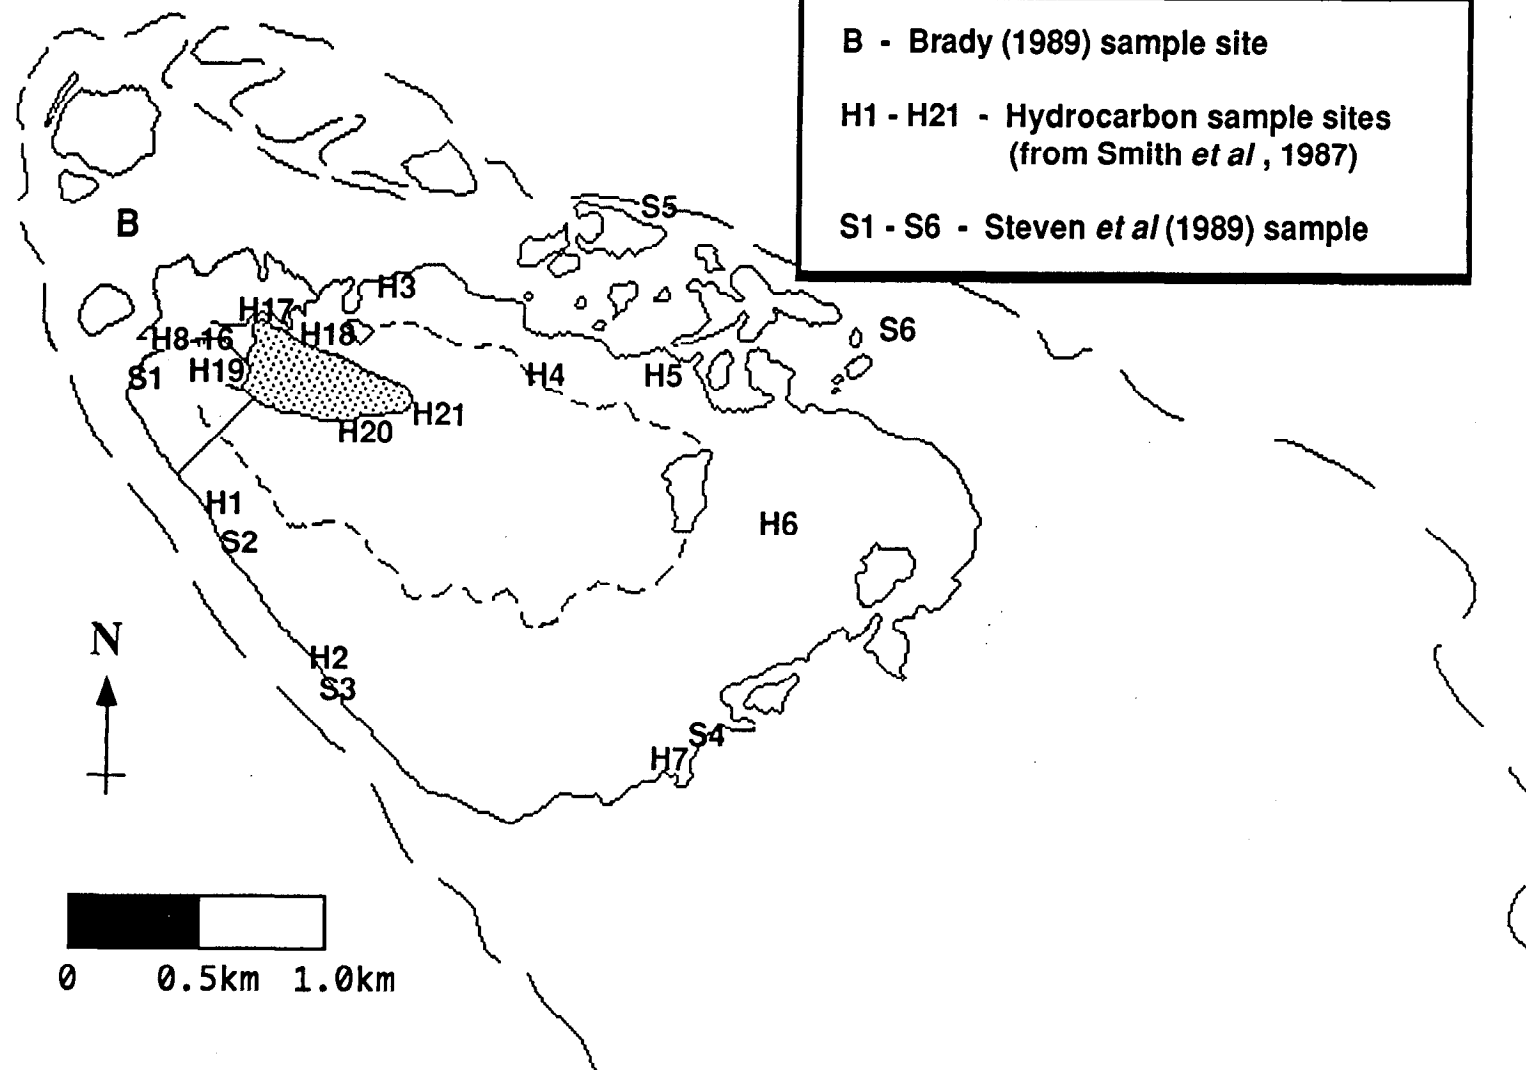 B - Brady (1989) sample site
H1 - H21 - Hydrocarbon sample sites
(from Smith et al , 1987)
S1 - S6 - Steven et al (1989) sample
S5
B
H3
H17
H18
S6
H8-16
H19
S1
H4
H5
H21
H20
H1
H6
S2
N
H2
S3
S4
H7
0 0.5km 1.0km